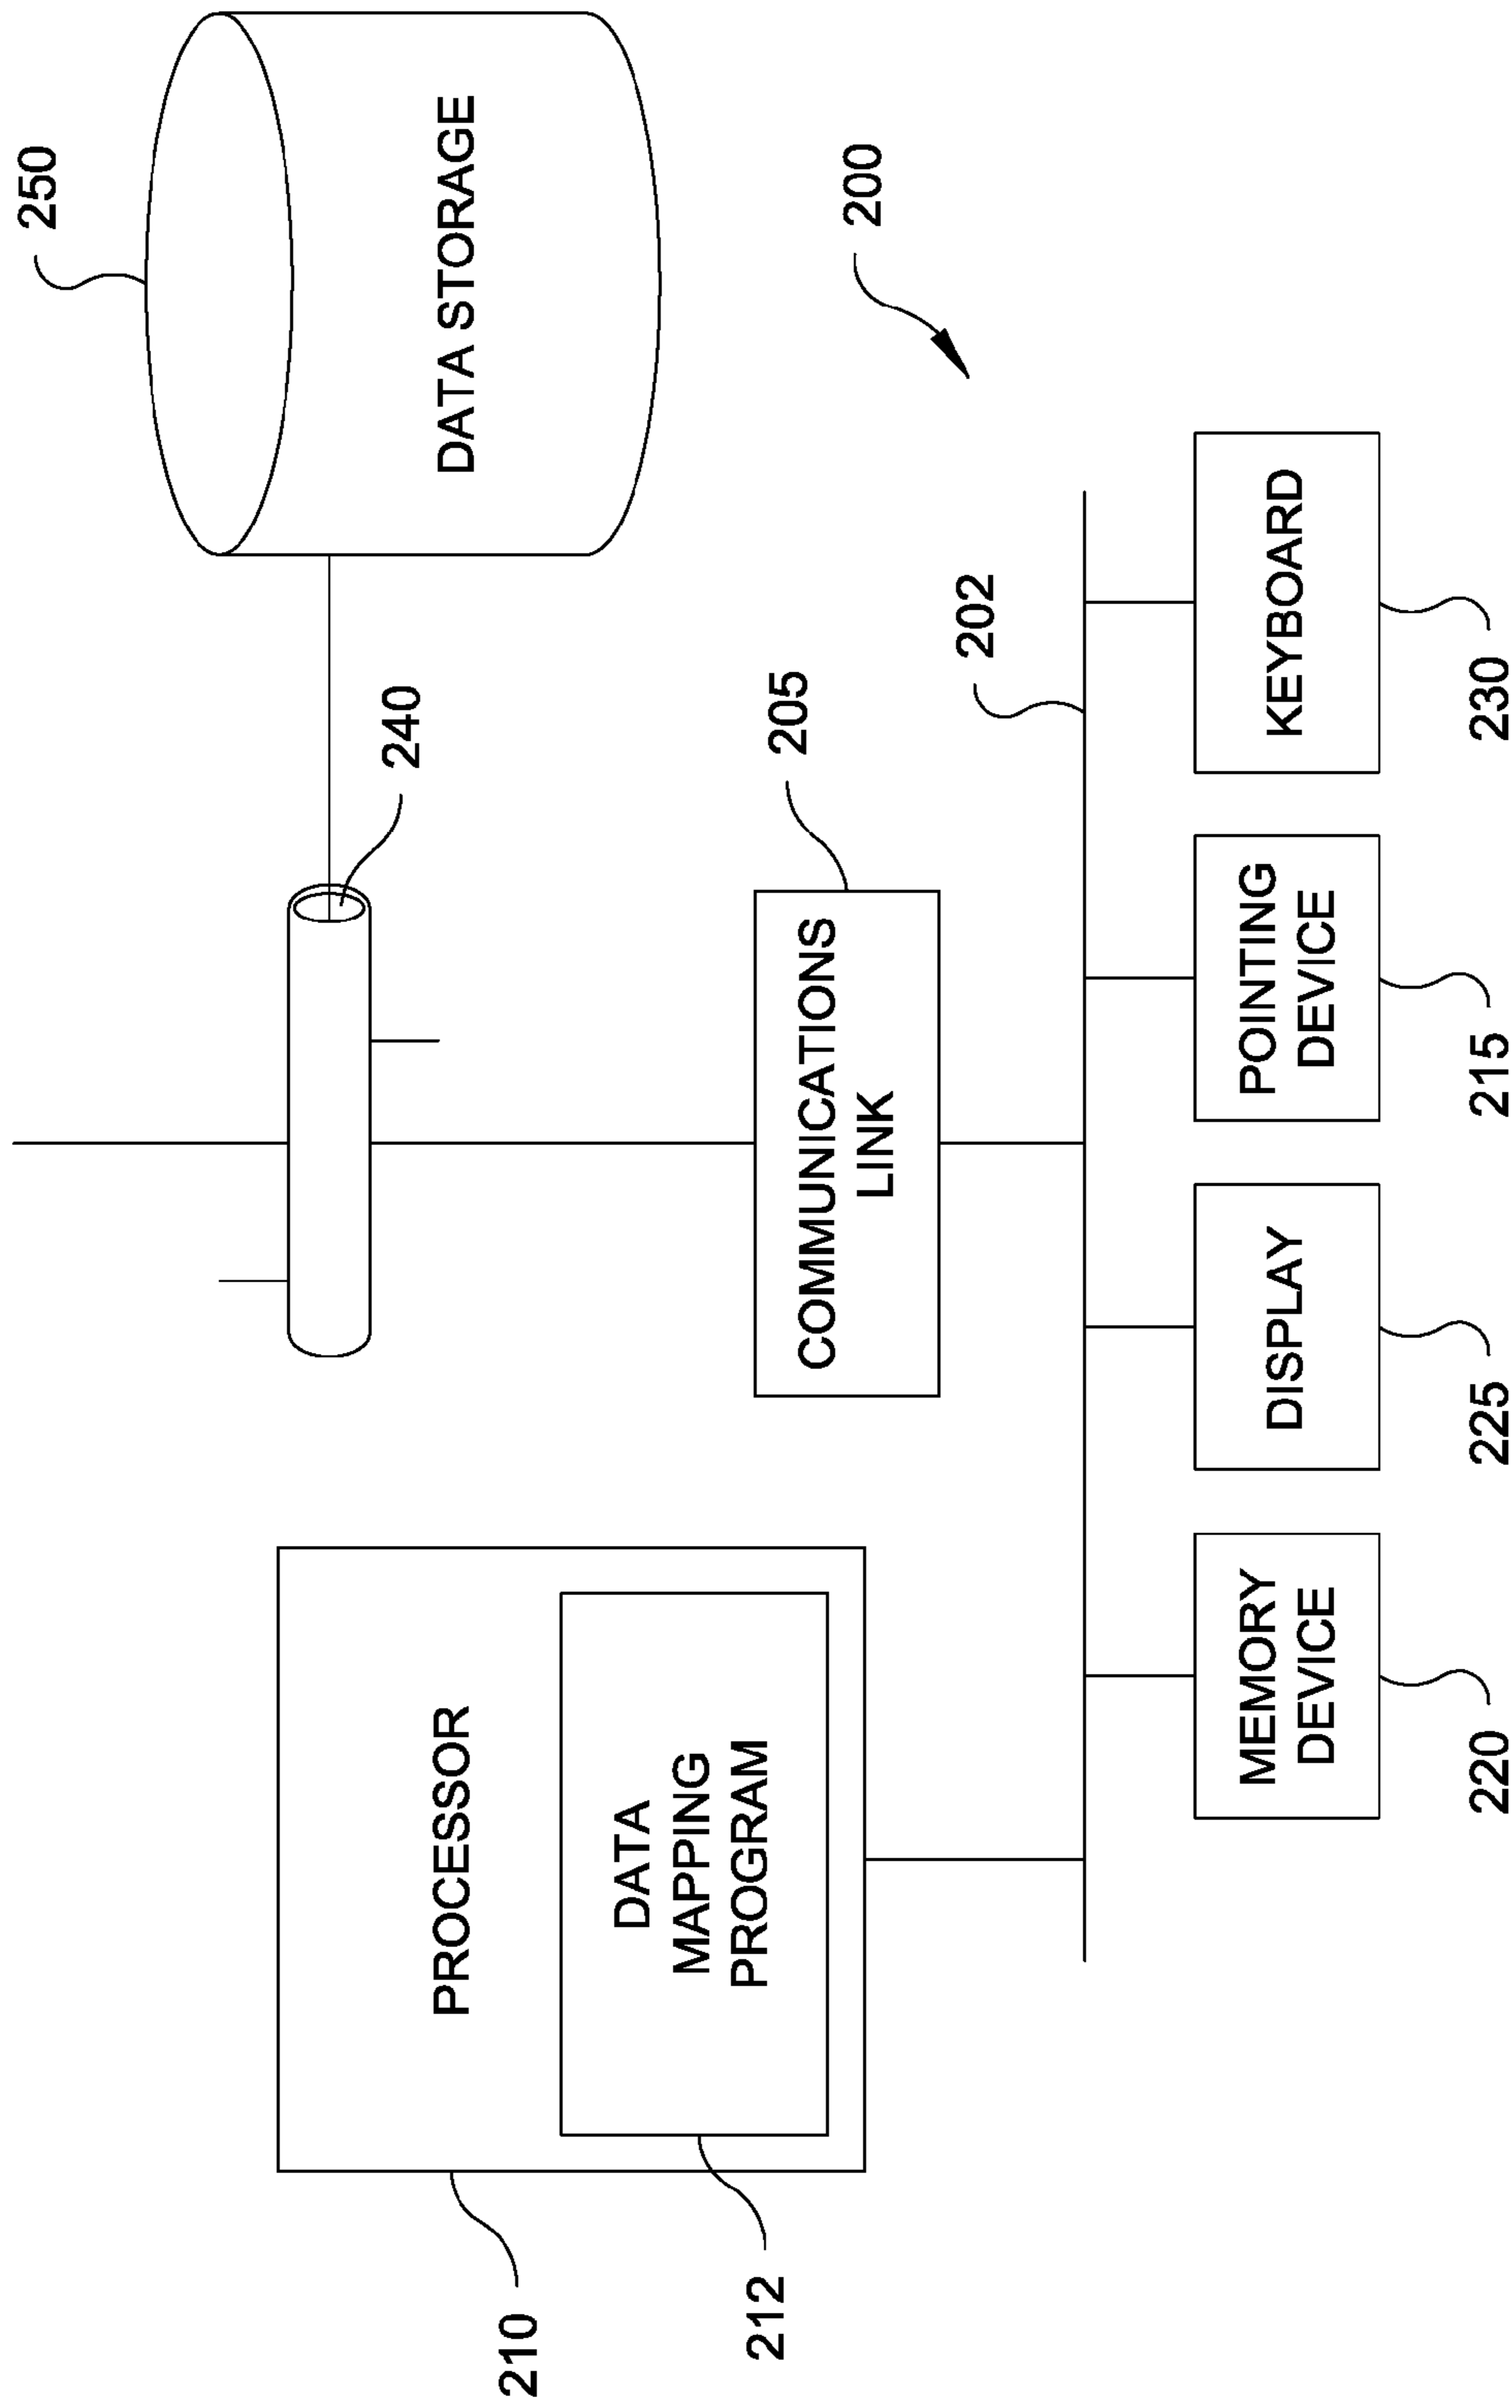 250
DATA STORAGE
240
200
210
PROCESSOR
212
DATA
MAPPING
PROGRAM
205
COMMUNICATIONS
LINK
202
MEMORY
DEVICE
DISPLAY
POINTING
DEVICE
KEYBOARD
220
225
215
230